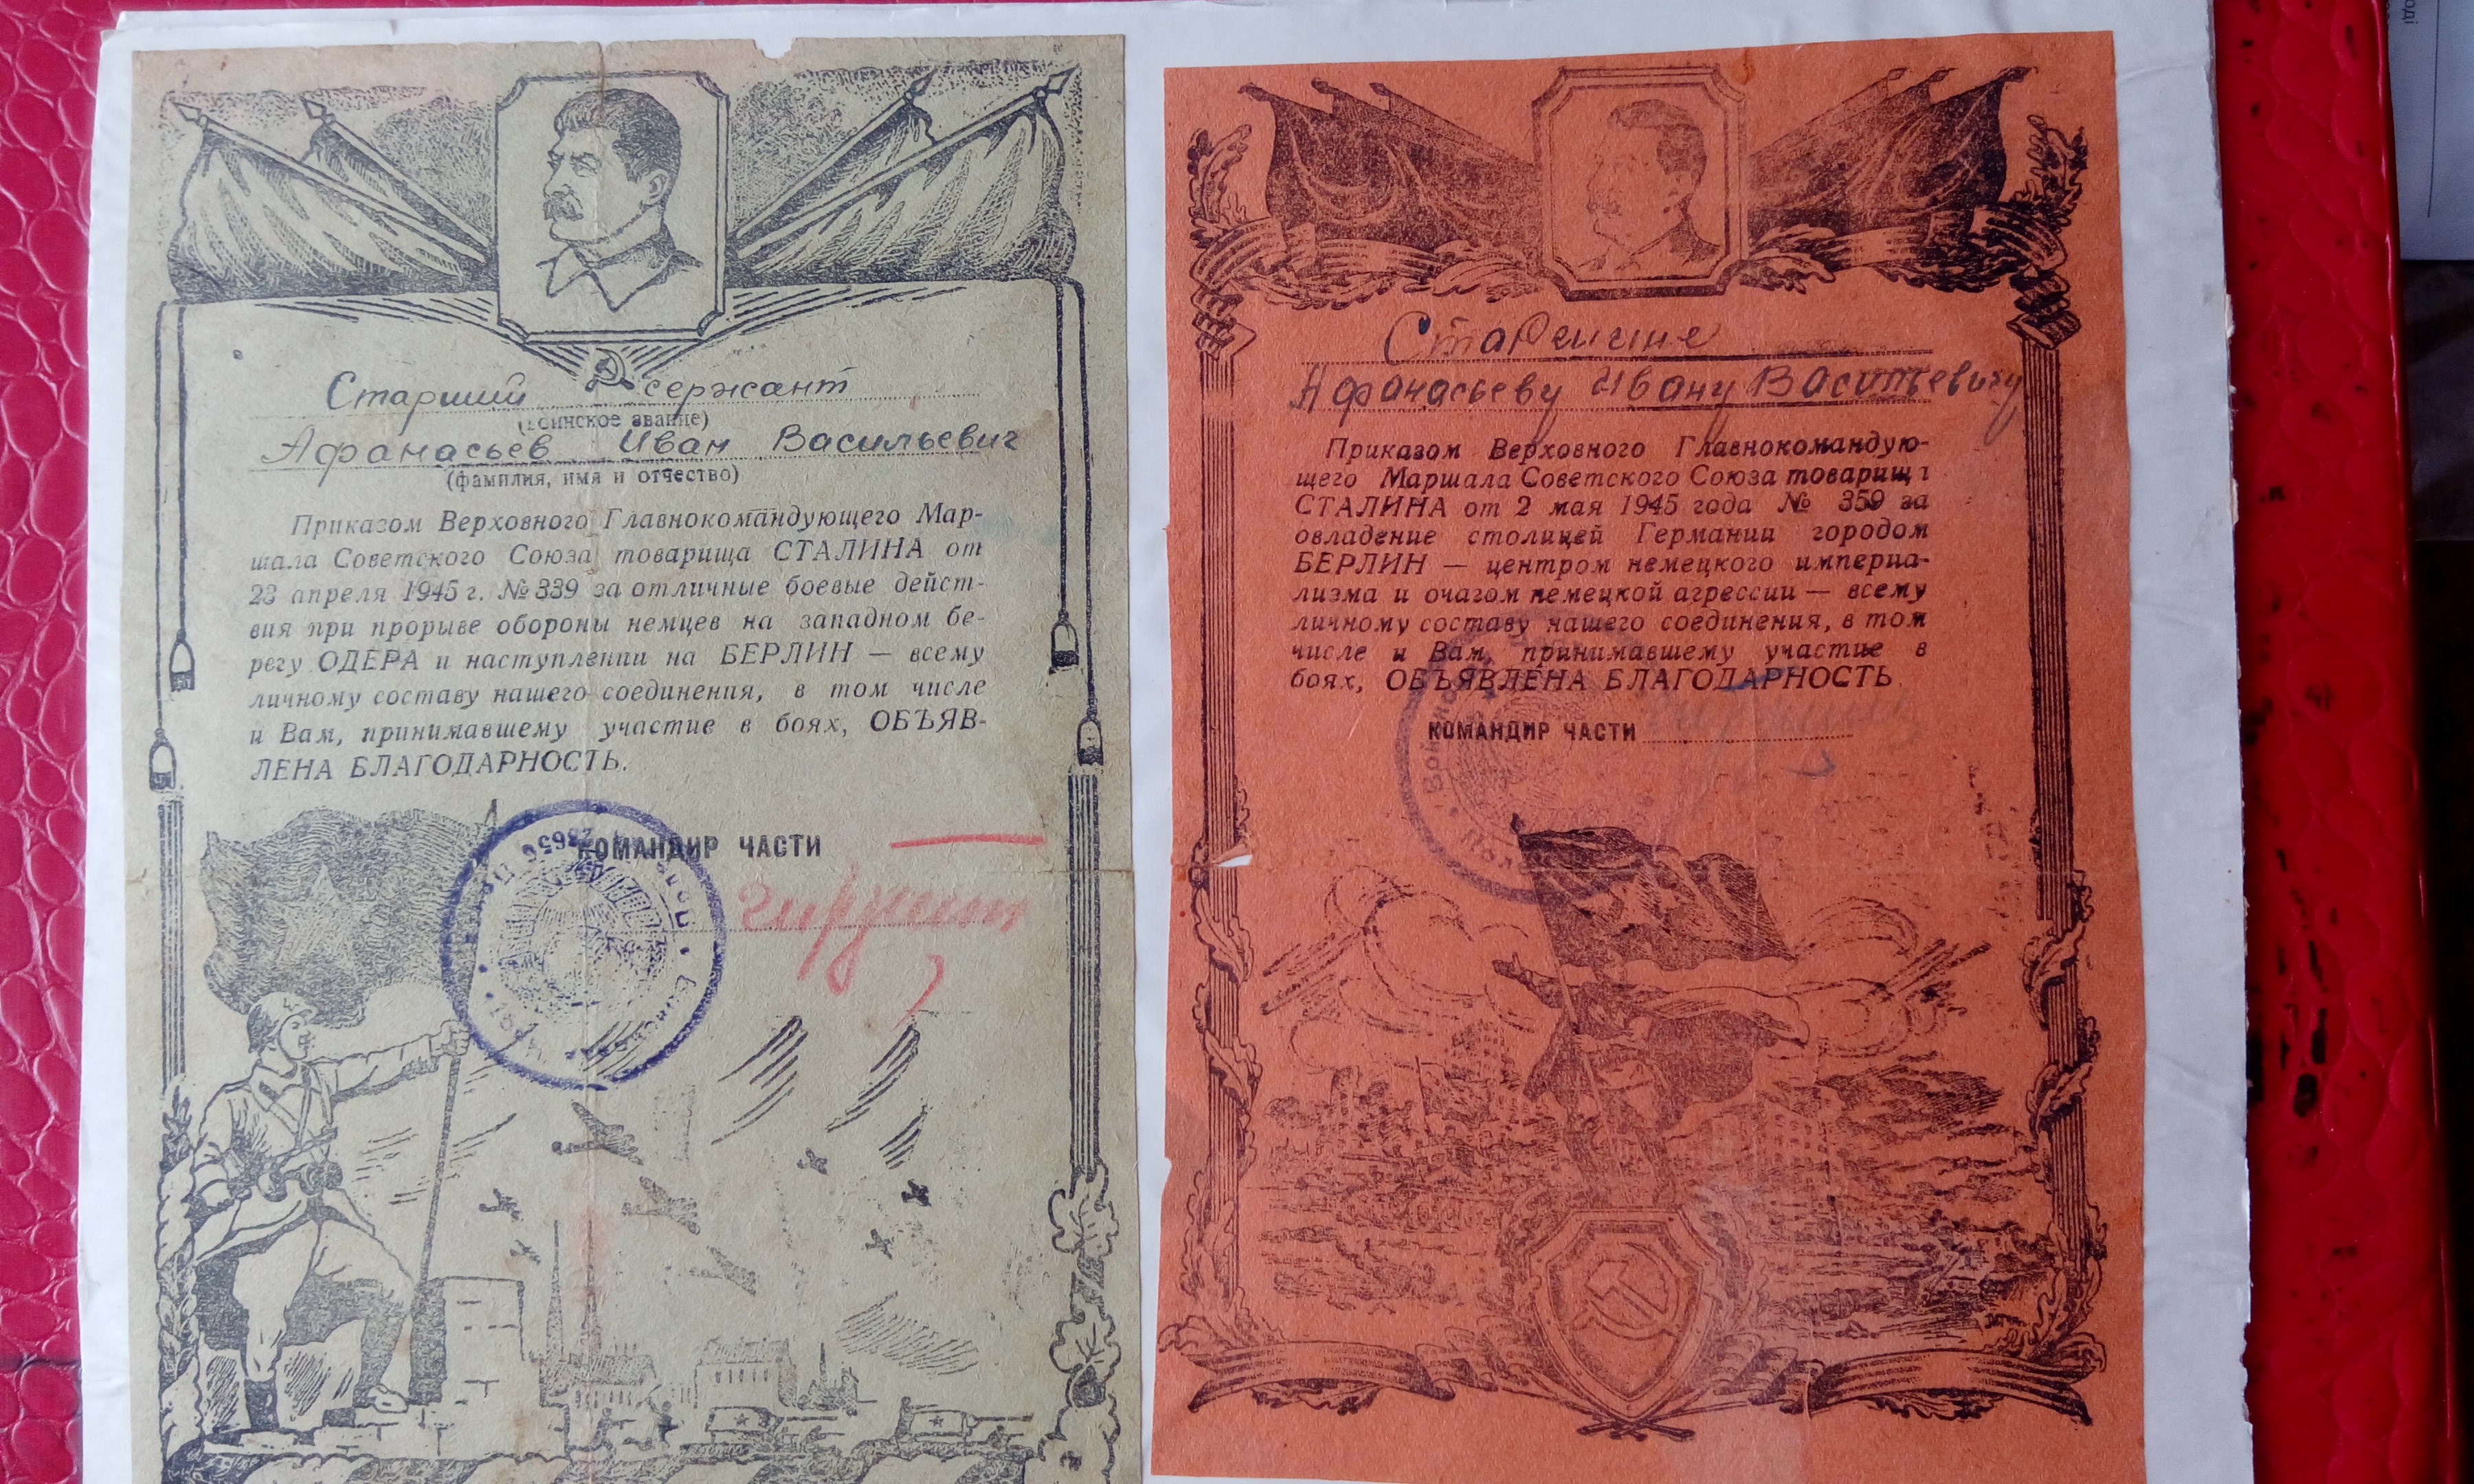 Старший сержант
(воинское звание)
Афанасьев Иван Васильевич
(фамилия, имя и отчество)
Приказом Верховного Главнокомандующего Мар-
шала Советского Союза товарища СТАЛИНА от
23 апреля 1945 г. № 339 за отличные боевые дейст-
вия при прорыве обороны немцев на западном бе-
регу ОДЕРА и наступлении на БЕРЛИН — всему
личному составу нашего соединения, в том числе
и Вам, принимавшему участие в боях, ОБЪЯВ-
ЛЕНА БЛАГОДАРНОСТЬ.
КОМАНДИР ЧАСТИ
Старшине
Афанасьеву Ивану Васильевичу
Приказом Верховного Главнокомандую-
щего Маршала Советского Союза товарища
СТАЛИНА от 2 мая 1945 года № 359 за
овладение столицей Германии городом
БЕРЛИН — центром немецкого империа-
лизма и очагом немецкой агрессии — всему
личному составу нашего соединения, в том
числе и Вам, принимавшему участие в
боях, ОБЪЯВЛЕНА БЛАГОДАРНОСТЬ
КОМАНДИР ЧАСТИ